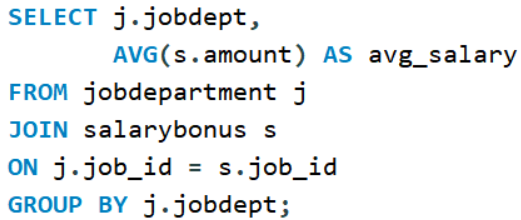 SELECT j.jobdept,
       AVG(s.amount) AS avg_salary
FROM jobdepartment j
JOIN salarybonus s
ON j.job_id = s.job_id
GROUP BY j.jobdept;